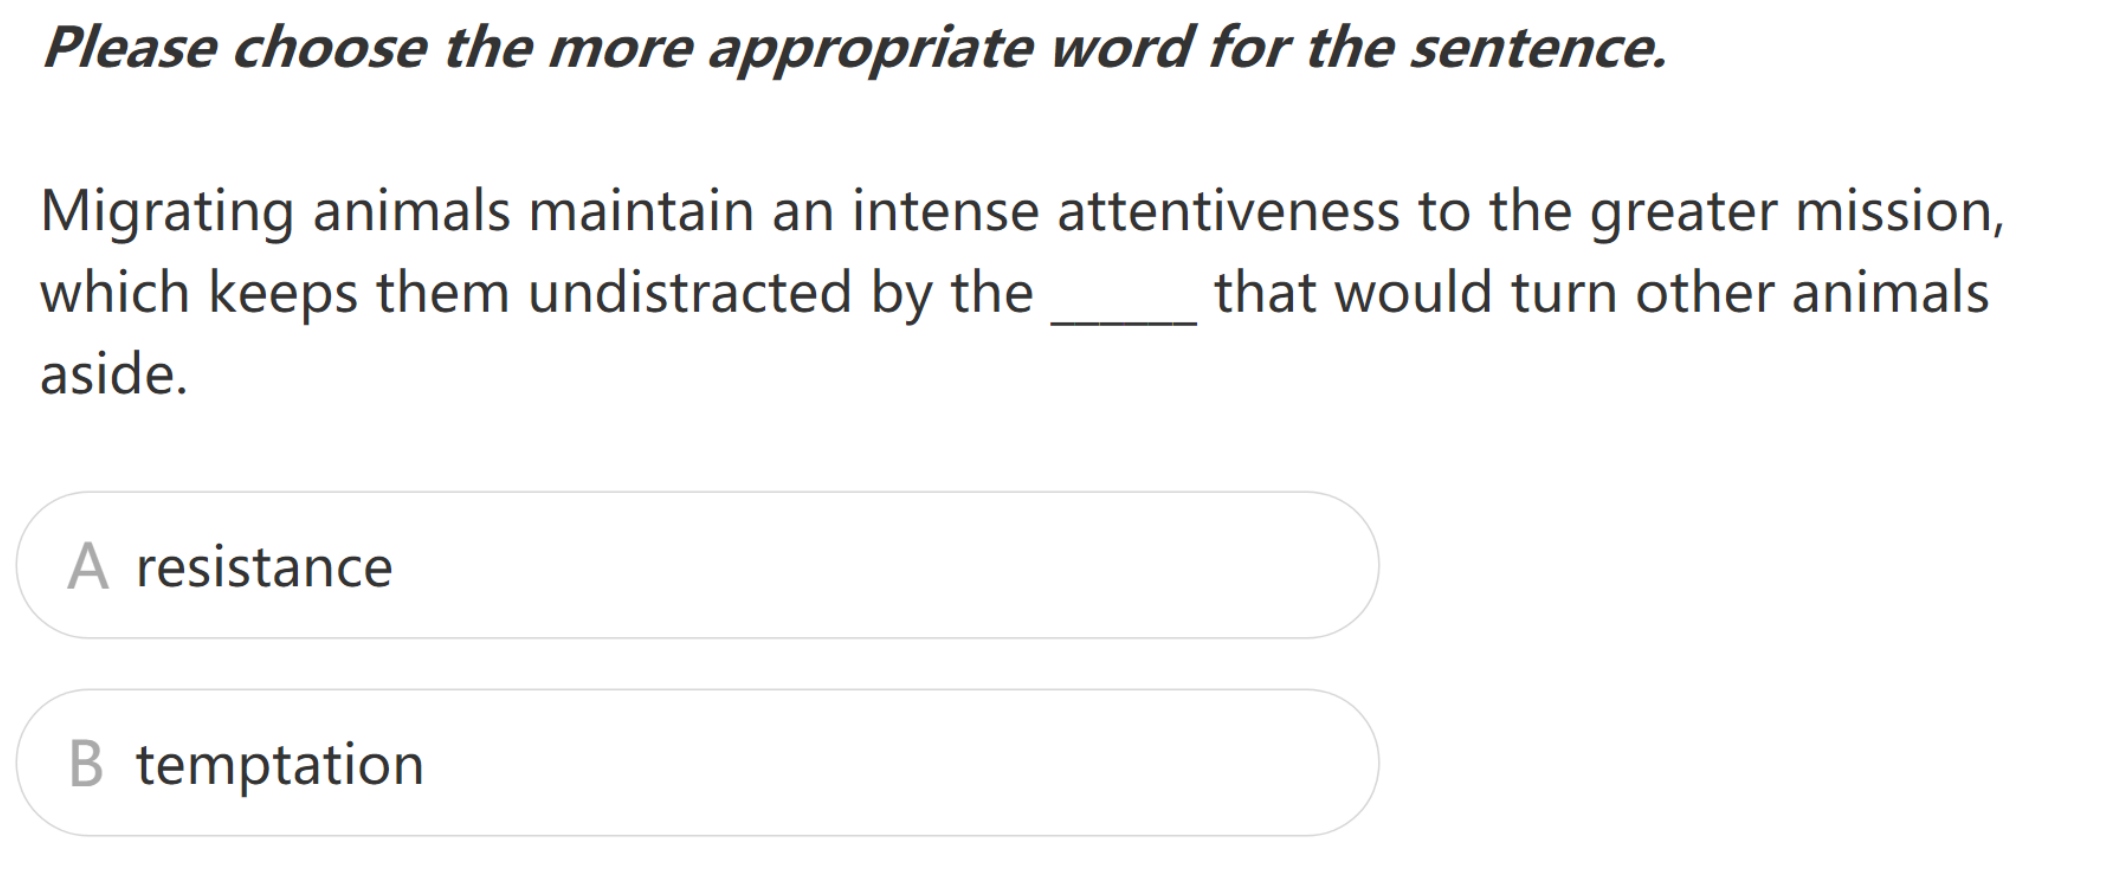 Please choose the more appropriate word for the sentence.
Migrating animals maintain an intense attentiveness to the greater mission,
which keeps them undistracted by the ______ that would turn other animals
aside.
A resistance
B temptation